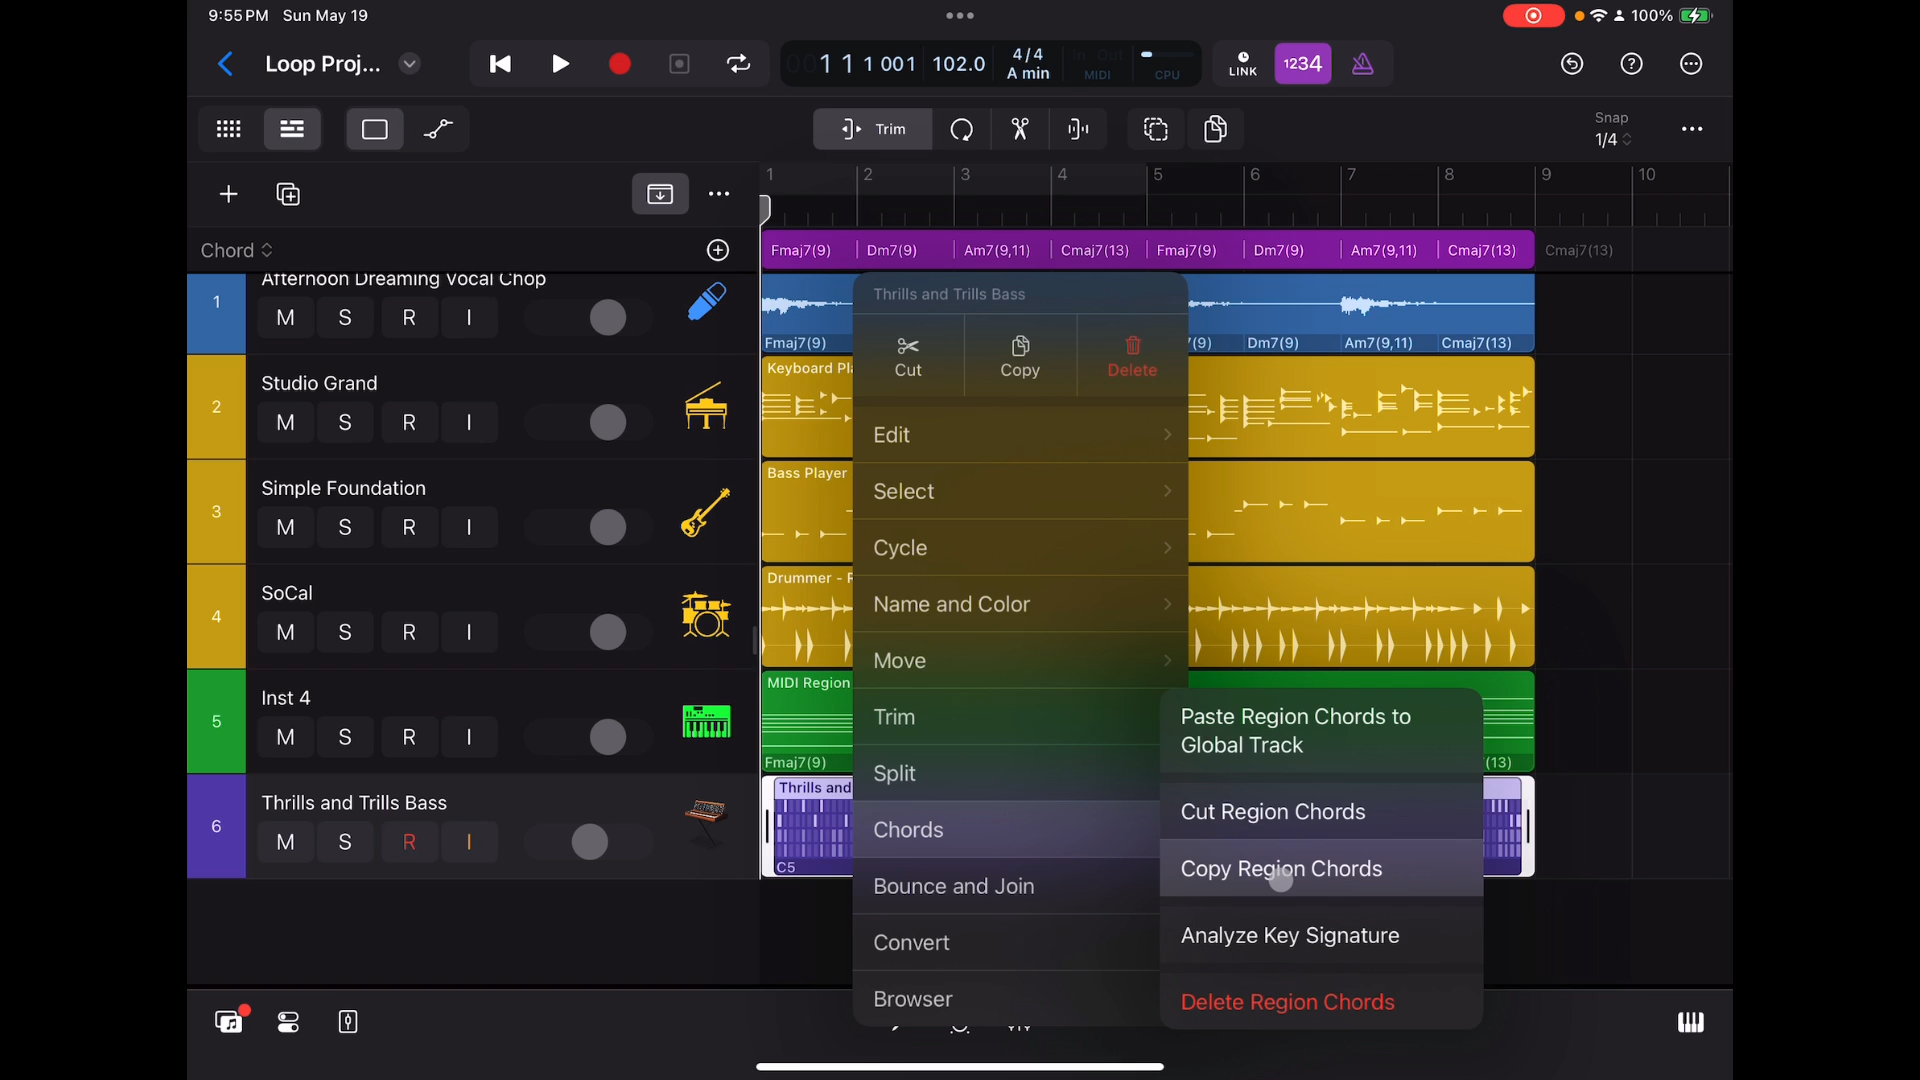 9:55 PM Sun May 19
100%
Loop Proj...
1 1 1 001
102.0
4/4
A min
In Out
MIDI
CPU
LINK
1234
Trim
Snap
1/4
1 2 3 4 5 6 7 8 9 10
Chord
Fmaj7(9) Dm7(9) Am7(9,11) Cmaj7(13) Fmaj7(9) Dm7(9) Am7(9,11) Cmaj7(13) Cmaj7(13)
1
Afternoon Dreaming Vocal Chop
M S R I
Fmaj7(9)
Dm7(9) Am7(9,11) Cmaj7(13)
2
Studio Grand
M S R I
Keyboard Pl
3
Simple Foundation
M S R I
Bass Player
4
SoCal
M S R I
Drummer -
5
Inst 4
M S R I
MIDI Region
Fmaj7(9)
(13)
6
Thrills and Trills Bass
M S R I
Thrills and
C5
Thrills and Trills Bass
Cut
Copy
Delete
Edit
Select
Cycle
Name and Color
Move
Trim
Split
Chords
Bounce and Join
Convert
Browser
Paste Region Chords to
Global Track
Cut Region Chords
Copy Region Chords
Analyze Key Signature
Delete Region Chords